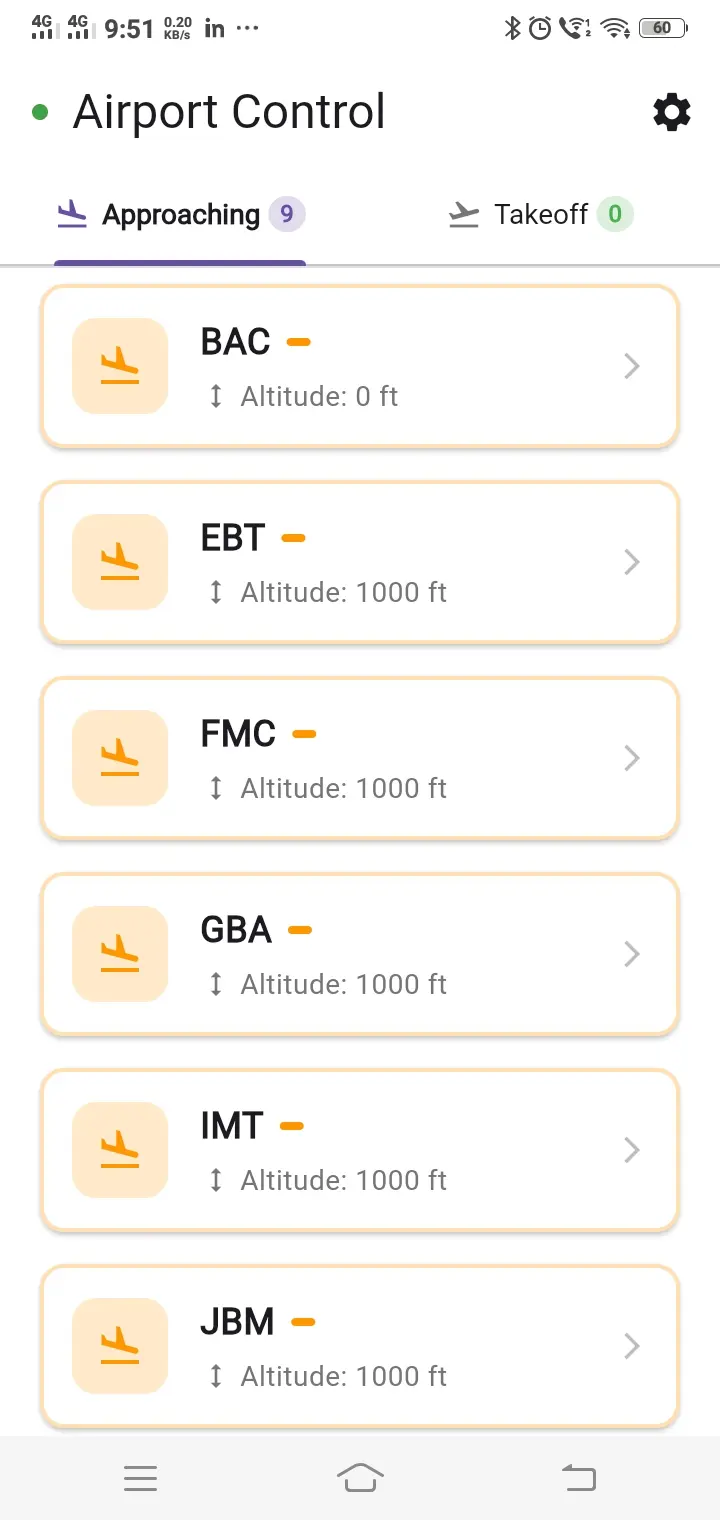 4G 4G 9:51 0.20 KB/s in ... 1 2 60
Airport Control
Approaching 9 Takeoff 0
BAC
Altitude: 0 ft
EBT
Altitude: 1000 ft
FMC
Altitude: 1000 ft
GBA
Altitude: 1000 ft
IMT
Altitude: 1000 ft
JBM
Altitude: 1000 ft